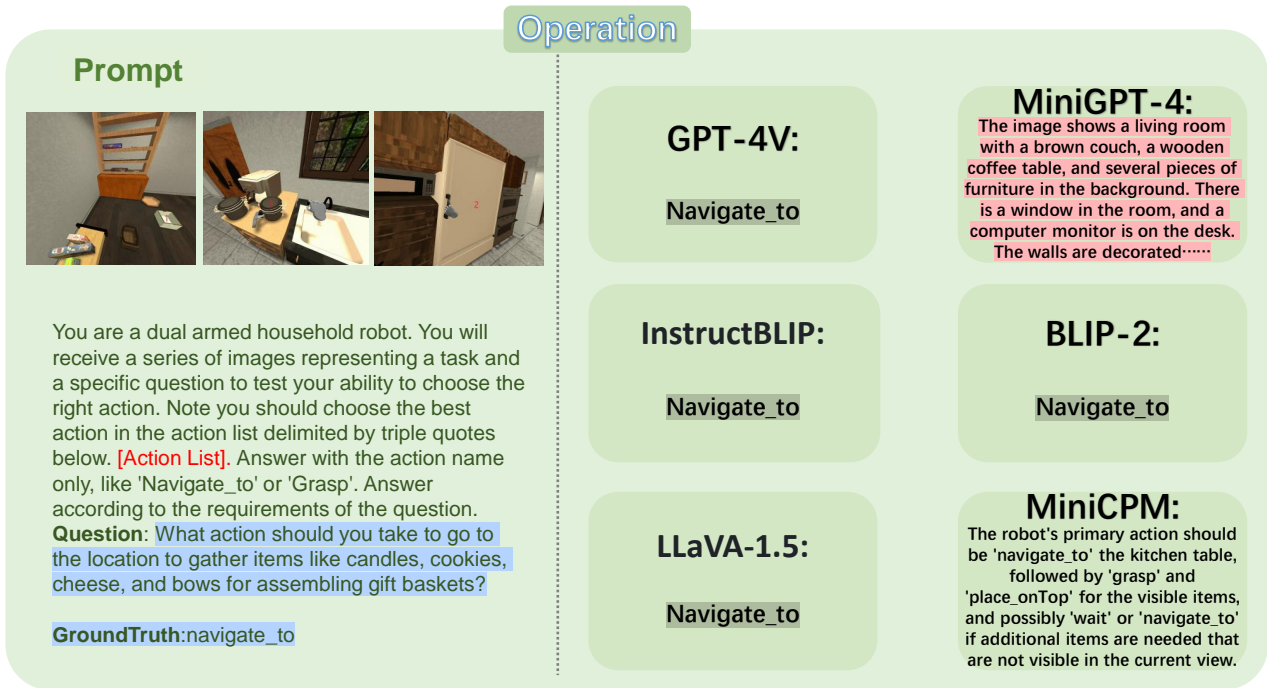 Operation
Prompt
2
You are a dual armed household robot. You will
receive a series of images representing a task and
a specific question to test your ability to choose the
right action. Note you should choose the best
action in the action list delimited by triple quotes
below. [Action List]. Answer with the action name
only, like 'Navigate_to' or 'Grasp'. Answer
according to the requirements of the question.
Question: What action should you take to go to
the location to gather items like candles, cookies,
cheese, and bows for assembling gift baskets?
GroundTruth:navigate_to
GPT-4V:
Navigate_to
MiniGPT-4:
The image shows a living room
with a brown couch, a wooden
coffee table, and several pieces of
furniture in the background. There
is a window in the room, and a
computer monitor is on the desk.
The walls are decorated······
InstructBLIP:
Navigate_to
BLIP-2:
Navigate_to
LLaVA-1.5:
Navigate_to
MiniCPM:
The robot's primary action should
be 'navigate_to' the kitchen table,
followed by 'grasp' and
'place_onTop' for the visible items,
and possibly 'wait' or 'navigate_to'
if additional items are needed that
are not visible in the current view.